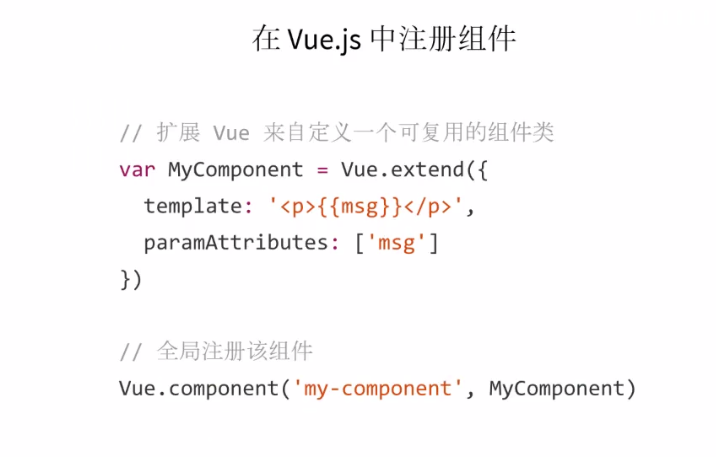 在 Vue.js 中注册组件
// 扩展 Vue 来自定义一个可复用的组件类
var MyComponent = Vue.extend({
  template: '<p>{{msg}}</p>',
  paramAttributes: ['msg']
})
// 全局注册该组件
Vue.component('my-component', MyComponent)